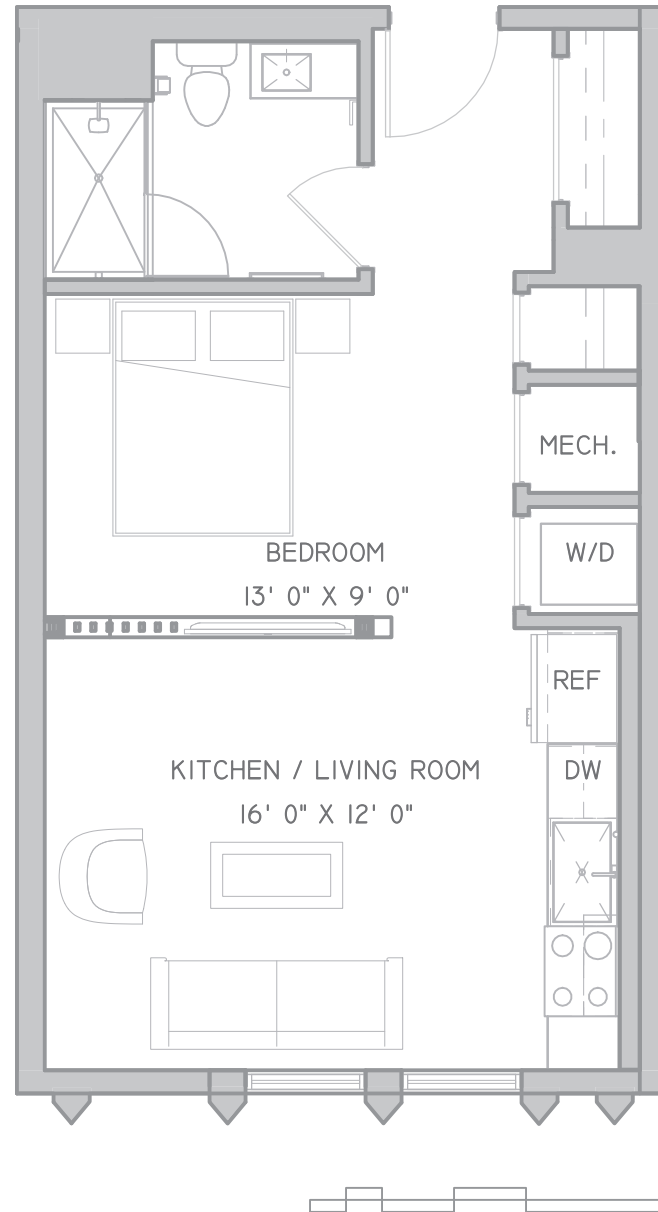 MECH.
W/D
BEDROOM
13' 0" X 9' 0"
REF
KITCHEN / LIVING ROOM
16' 0" X 12' 0"
DW